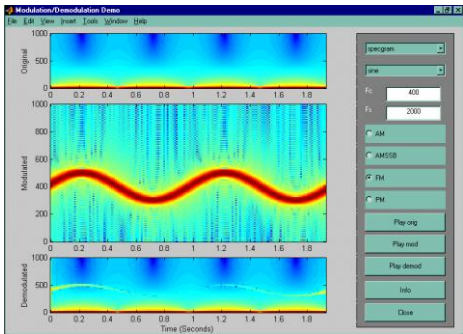 Modulation/Demodulation Demo
File Edit View Insert Tools Window Help
Original
1000
500
0
0 0.2 0.4 0.6 0.8 1 1.2 1.4 1.6 1.8
Modulated
1000
800
600
400
200
0
0 0.2 0.4 0.6 0.8 1 1.2 1.4 1.6 1.8
Demodulated
1000
500
0
0 0.2 0.4 0.6 0.8 1 1.2 1.4 1.6 1.8
Time (Seconds)
specgram
sine
Fc 400
Fs 2000
AM
AMSSB
FM
PM
Play orig
Play mod
Play demod
Info
Close